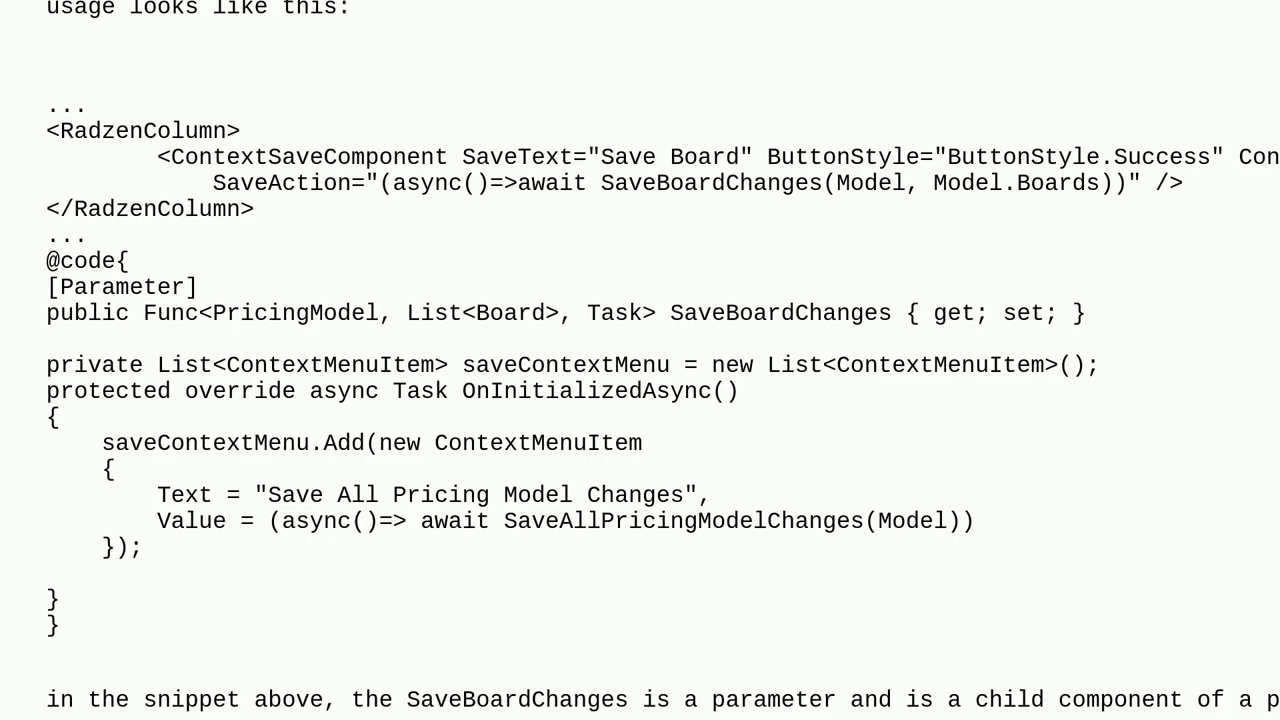 usage looks like this:
...
<RadzenColumn>
        <ContextSaveComponent SaveText="Save Board" ButtonStyle="ButtonStyle.Success" Con
            SaveAction="(async()=>await SaveBoardChanges(Model, Model.Boards))" />
</RadzenColumn>
...
@code{
[Parameter]
public Func<PricingModel, List<Board>, Task> SaveBoardChanges { get; set; }
private List<ContextMenuItem> saveContextMenu = new List<ContextMenuItem>();
protected override async Task OnInitializedAsync()
{
    saveContextMenu.Add(new ContextMenuItem
    {
        Text = "Save All Pricing Model Changes",
        Value = (async()=> await SaveAllPricingModelChanges(Model))
    });
}
}
in the snippet above, the SaveBoardChanges is a parameter and is a child component of a p